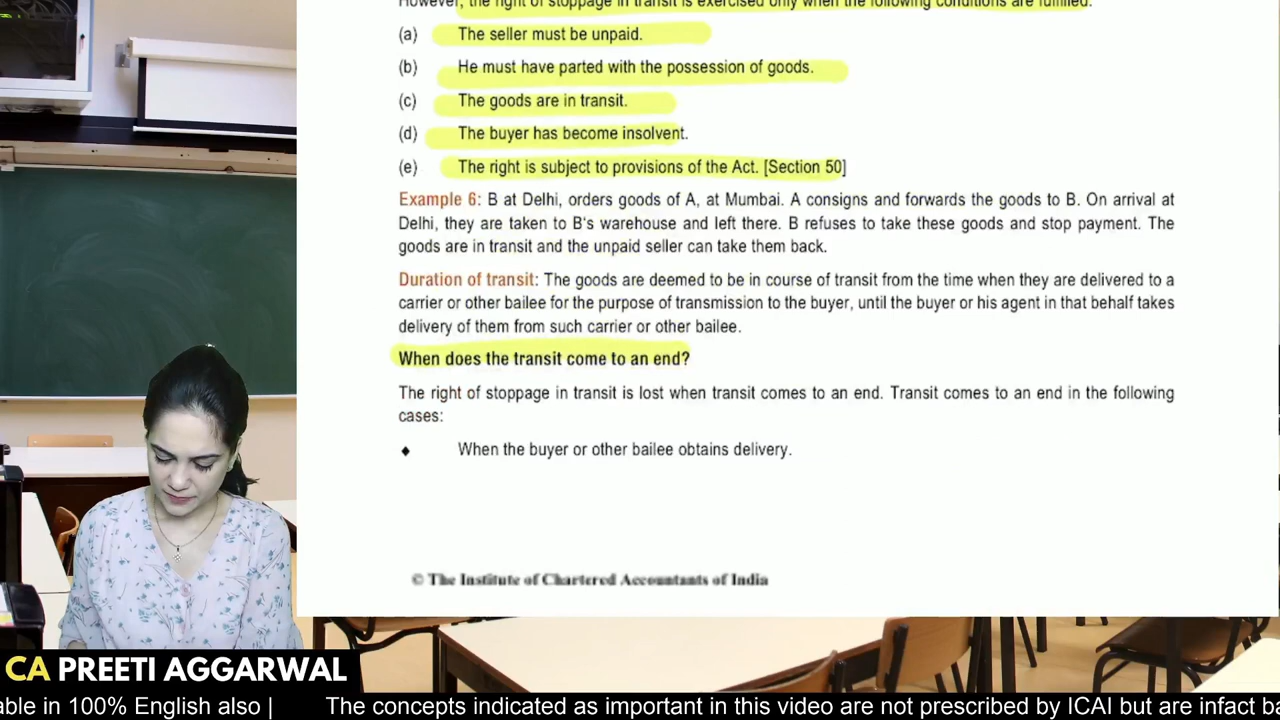 However, the right of stoppage in transit is exercised only when the following conditions are fulfilled:
(a) The seller must be unpaid.
(b) He must have parted with the possession of goods.
(c) The goods are in transit.
(d) The buyer has become insolvent.
(e) The right is subject to provisions of the Act. [Section 50]
Example 6: B at Delhi, orders goods of A, at Mumbai. A consigns and forwards the goods to B. On arrival at
Delhi, they are taken to B's warehouse and left there. B refuses to take these goods and stop payment. The
goods are in transit and the unpaid seller can take them back.
Duration of transit: The goods are deemed to be in course of transit from the time when they are delivered to a
carrier or other bailee for the purpose of transmission to the buyer, until the buyer or his agent in that behalf takes
delivery of them from such carrier or other bailee.
When does the transit come to an end?
The right of stoppage in transit is lost when transit comes to an end. Transit comes to an end in the following
cases:
♦ When the buyer or other bailee obtains delivery.
© The Institute of Chartered Accountants of India
CA PREETI AGGARWAL
able in 100% English also | The concepts indicated as important in this video are not prescribed by ICAI but are infact ba